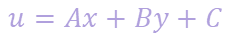 u = Ax + By + C